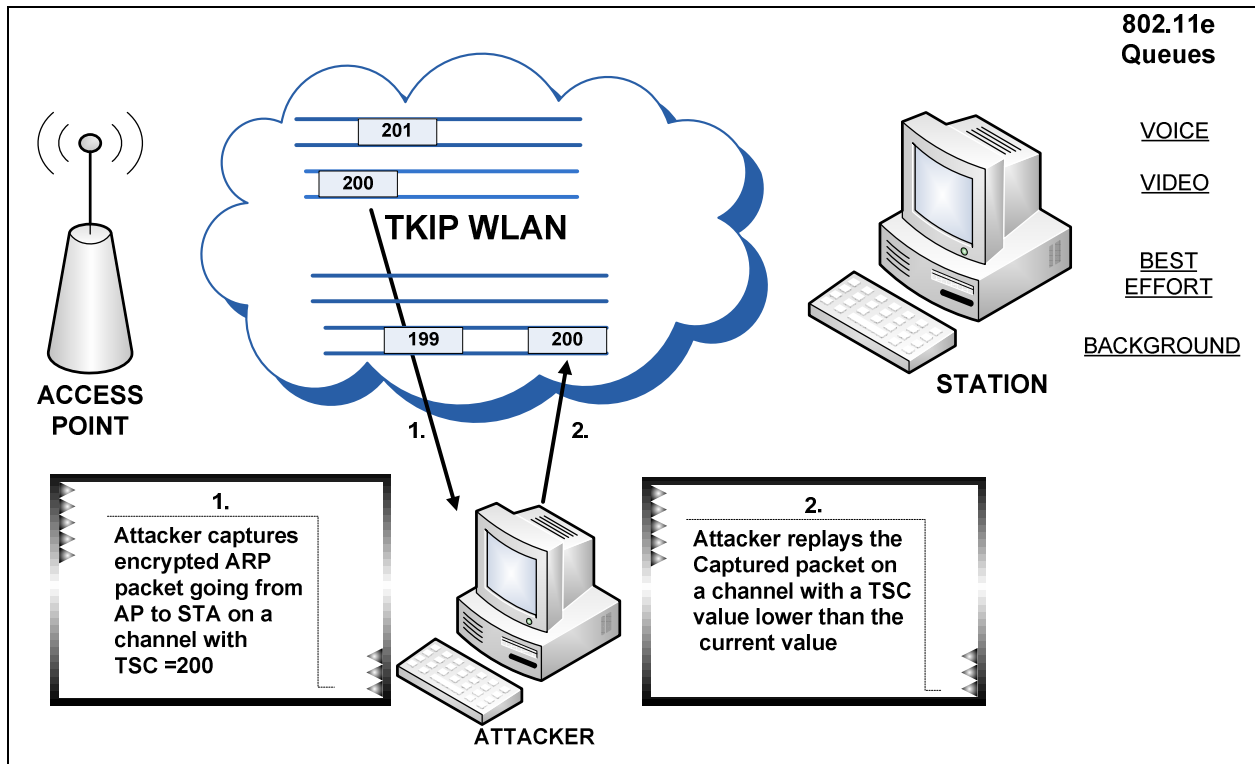 802.11e
Queues
VOICE
VIDEO
BEST
EFFORT
BACKGROUND
201
200
TKIP WLAN
199
200
ACCESS
POINT
STATION
1.
2.
1.
Attacker captures
encrypted ARP
packet going from
AP to STA on a
channel with
TSC =200
2.
Attacker replays the
Captured packet on
a channel with a TSC
value lower than the
current value
ATTACKER